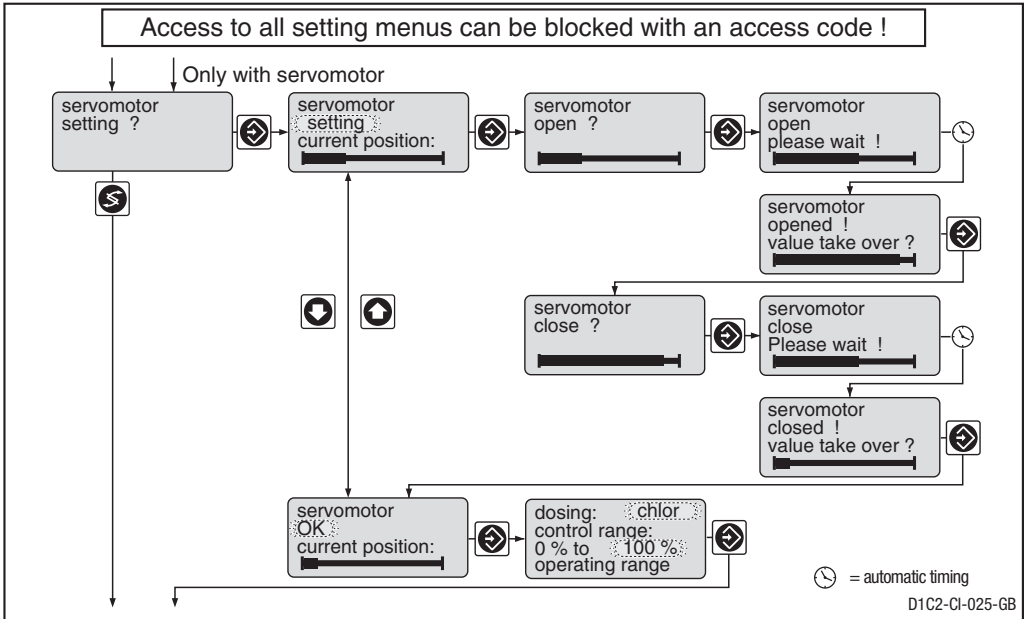 Access to all setting menus can be blocked with an access code !
Only with servomotor
servomotor
setting ?
servomotor
setting
current position:
servomotor
open ?
servomotor
open
please wait !
servomotor
opened !
value take over ?
servomotor
close ?
servomotor
close
Please wait !
servomotor
closed !
value take over ?
servomotor
OK
current position:
dosing: chlor
control range:
0 % to 100 %
operating range
= automatic timing
D1C2-CI-025-GB